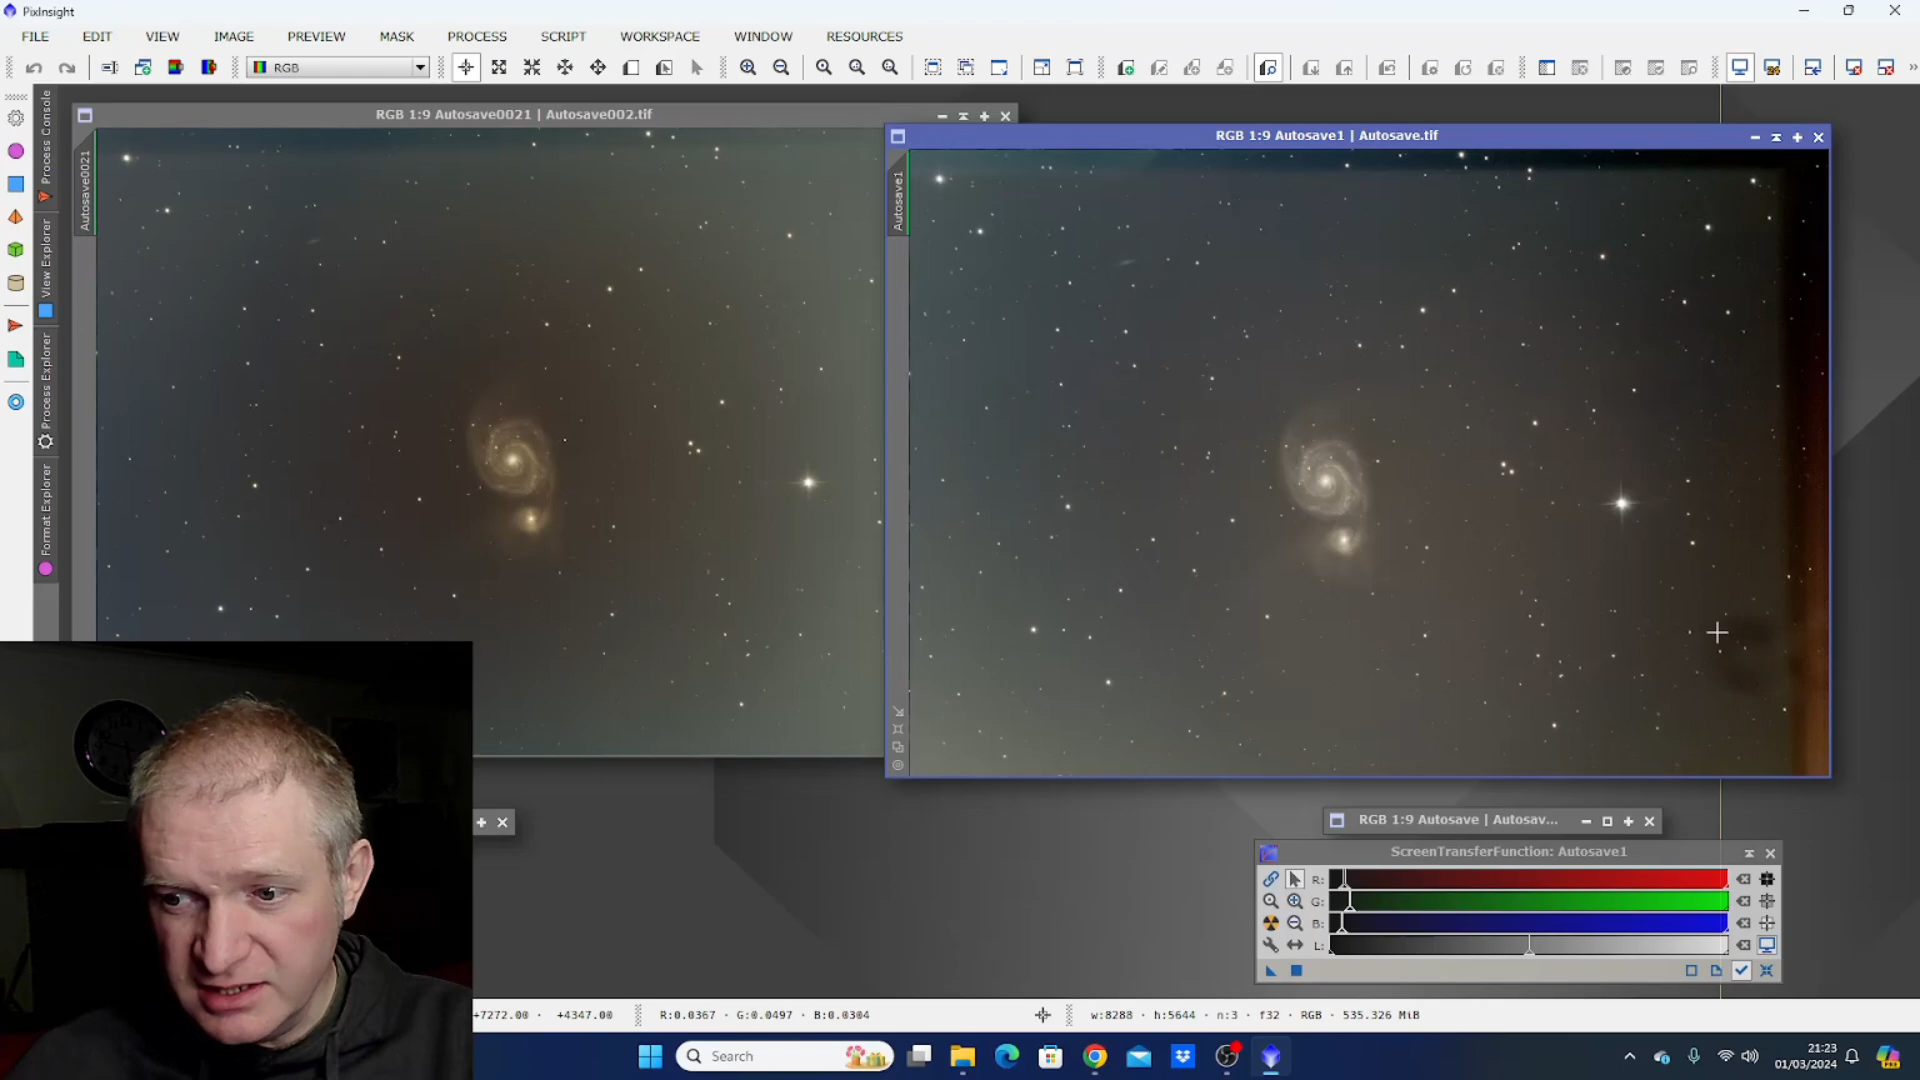 PixInsight
FILE EDIT VIEW IMAGE PREVIEW MASK PROCESS SCRIPT WORKSPACE WINDOW RESOURCES
RGB
Process Console
View Explorer
Process Explorer
Format Explorer
RGB 1:9 Autosave0021 | Autosave002.tif
Autosave0021
RGB 1:9 Autosave1 | Autosave.tif
Autosave1
RGB 1:9 Autosave | Autosav...
ScreenTransferFunction: Autosave1
R:
G:
B:
L:
+7272.00 · +4347.00 R:0.0367 · G:0.0497 · B:0.0304 w:8288 · h:5644 · n:3 · f32 · RGB · 535.326 MiB
Search
21:23
01/03/2024